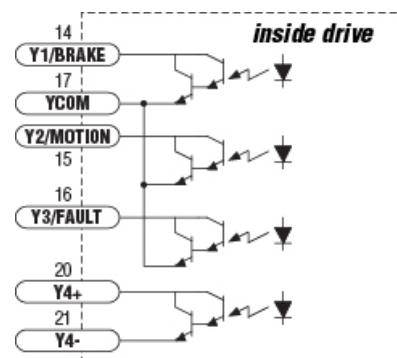 inside drive
14
Y1/BRAKE
17
YCOM
Y2/MOTION
15
16
Y3/FAULT
20
Y4+
21
Y4-